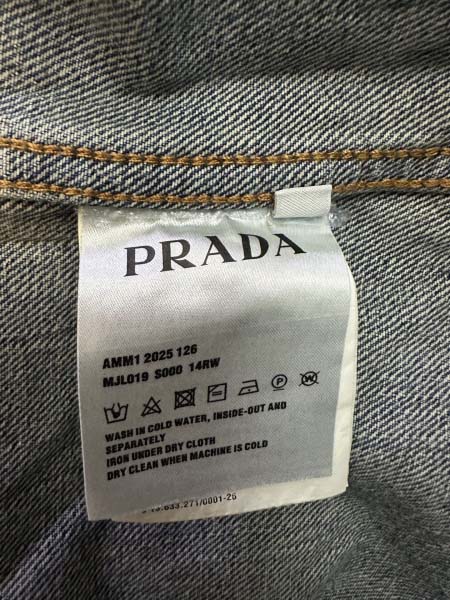 PRADA
AMM1 2025 126
MJL019 S000 14RW
WASH IN COLD WATER, INSIDE-OUT AND
SEPARATELY
IRON UNDER DRY CLOTH
DRY CLEAN WHEN MACHINE IS COLD